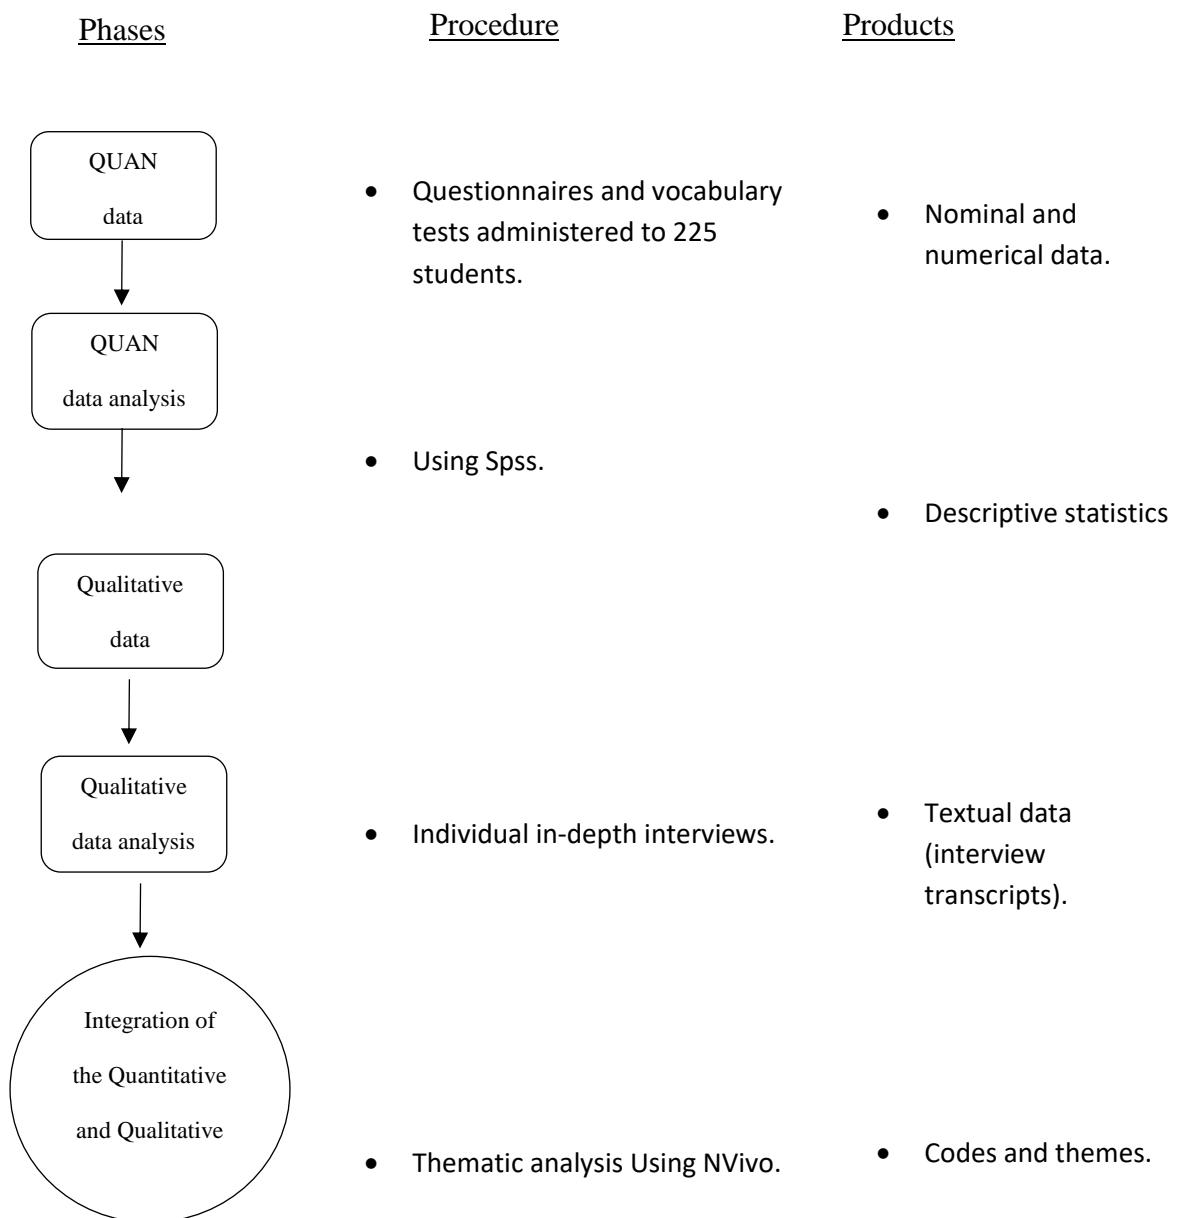 Phases
Procedure
Products
QUAN
data
• Questionnaires and vocabulary
tests administered to 225
students.
• Nominal and
numerical data.
QUAN
data analysis
• Using Spss.
• Descriptive statistics
Qualitative
data
Qualitative
data analysis
• Individual in-depth interviews.
• Textual data
(interview
transcripts).
Integration of
the Quantitative
and Qualitative
• Thematic analysis Using NVivo.
• Codes and themes.